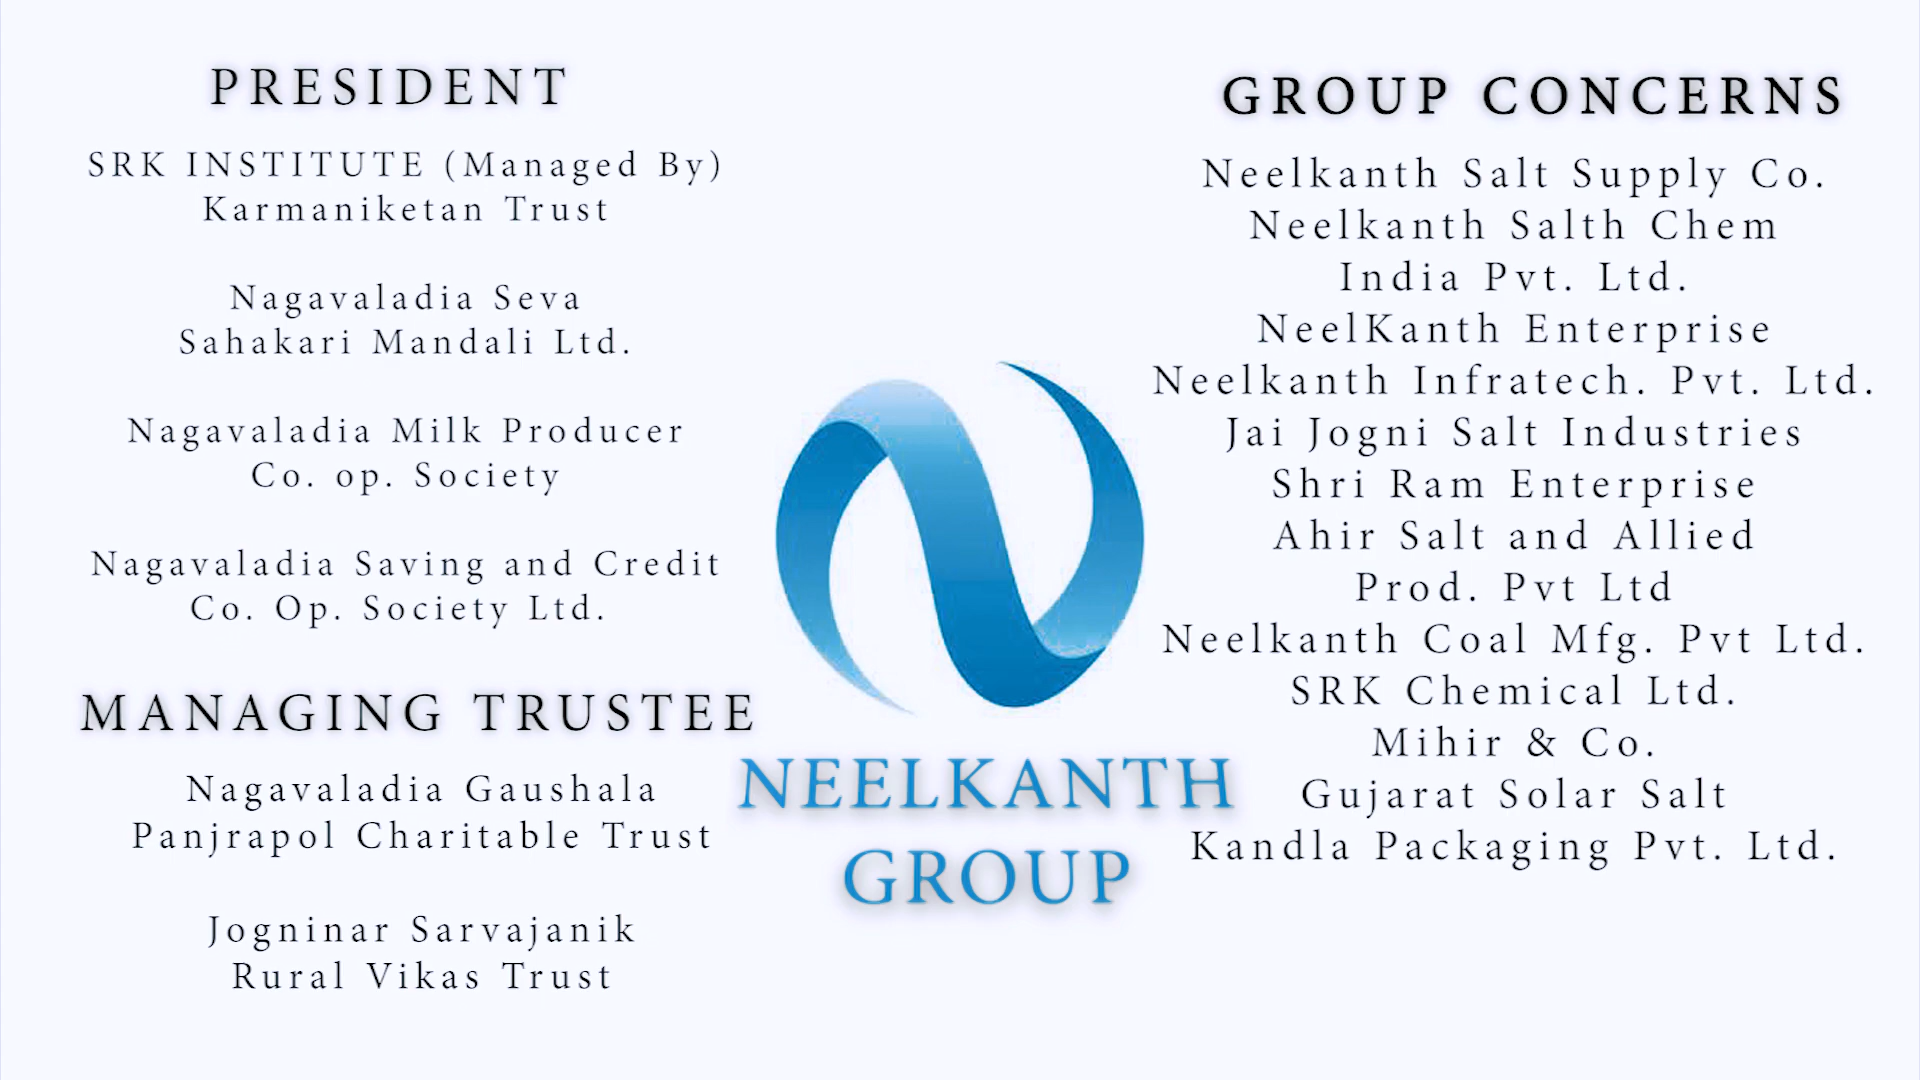 PRESIDENT
SRK INSTITUTE (Managed By)
Karmaniketan Trust
Nagavaladia Seva
Sahakari Mandali Ltd.
Nagavaladia Milk Producer
Co. op. Society
Nagavaladia Saving and Credit
Co. Op. Society Ltd.
MANAGING TRUSTEE
Nagavaladia Gaushala
Panjrapol Charitable Trust
Jogninar Sarvajanik
Rural Vikas Trust
NEELKANTH
GROUP
GROUP CONCERNS
Neelkanth Salt Supply Co.
Neelkanth Salth Chem
India Pvt. Ltd.
NeelKanth Enterprise
Neelkanth Infratech. Pvt. Ltd.
Jai Jogni Salt Industries
Shri Ram Enterprise
Ahir Salt and Allied
Prod. Pvt Ltd
Neelkanth Coal Mfg. Pvt Ltd.
SRK Chemical Ltd.
Mihir & Co.
Gujarat Solar Salt
Kandla Packaging Pvt. Ltd.